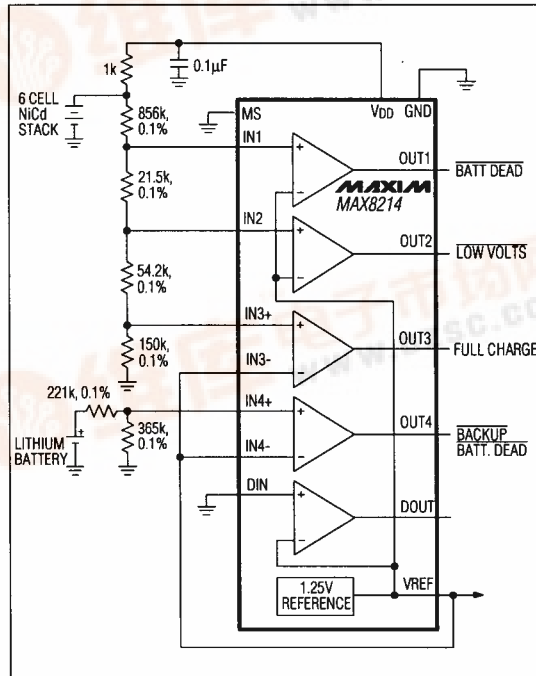 1k
0.1µF
6 CELL
NiCd
STACK
856k,
0.1%
MS
VDD GND
IN1
OUT1
BATT DEAD
MAXIM
MAX8214
21.5k,
0.1%
IN2
OUT2
LOW VOLTS
54.2k,
0.1%
IN3+
OUT3
FULL CHARGE
150k,
0.1%
IN3-
221k, 0.1%
IN4+
OUT4
BACKUP
BATT. DEAD
LITHIUM
BATTERY
365k,
0.1%
IN4-
DIN
DOUT
1.25V
REFERENCE
VREF